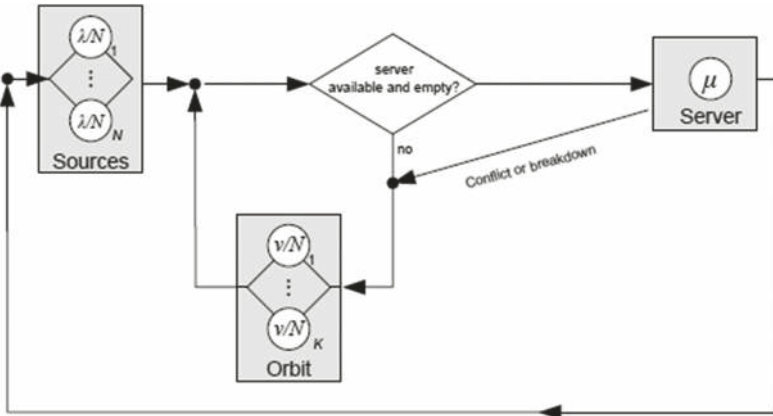 λ/N 1
⋮
λ/N N
Sources
server
available and empty?
μ
Server
no
Conflict or breakdown
ν/N 1
⋮
ν/N K
Orbit